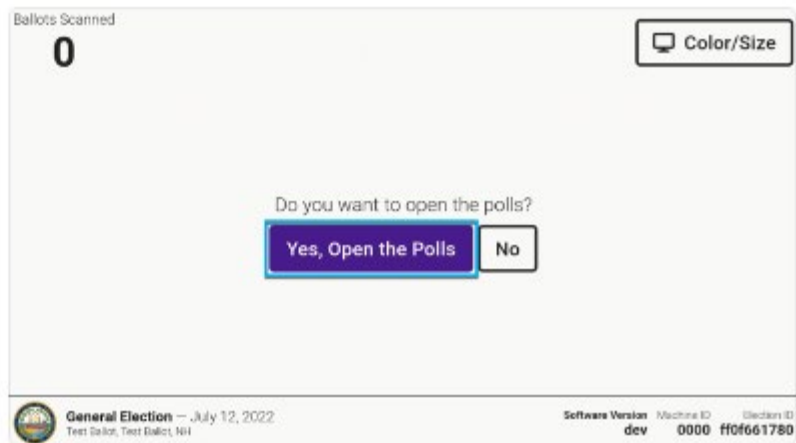 Ballots Scanned
0
Color/Size
Do you want to open the polls?
Yes, Open the Polls
No
General Election — July 12, 2022
Test Ballot, Test Ballot, NH
Software Version Machine ID Election ID
dev 0000 ff0f661780